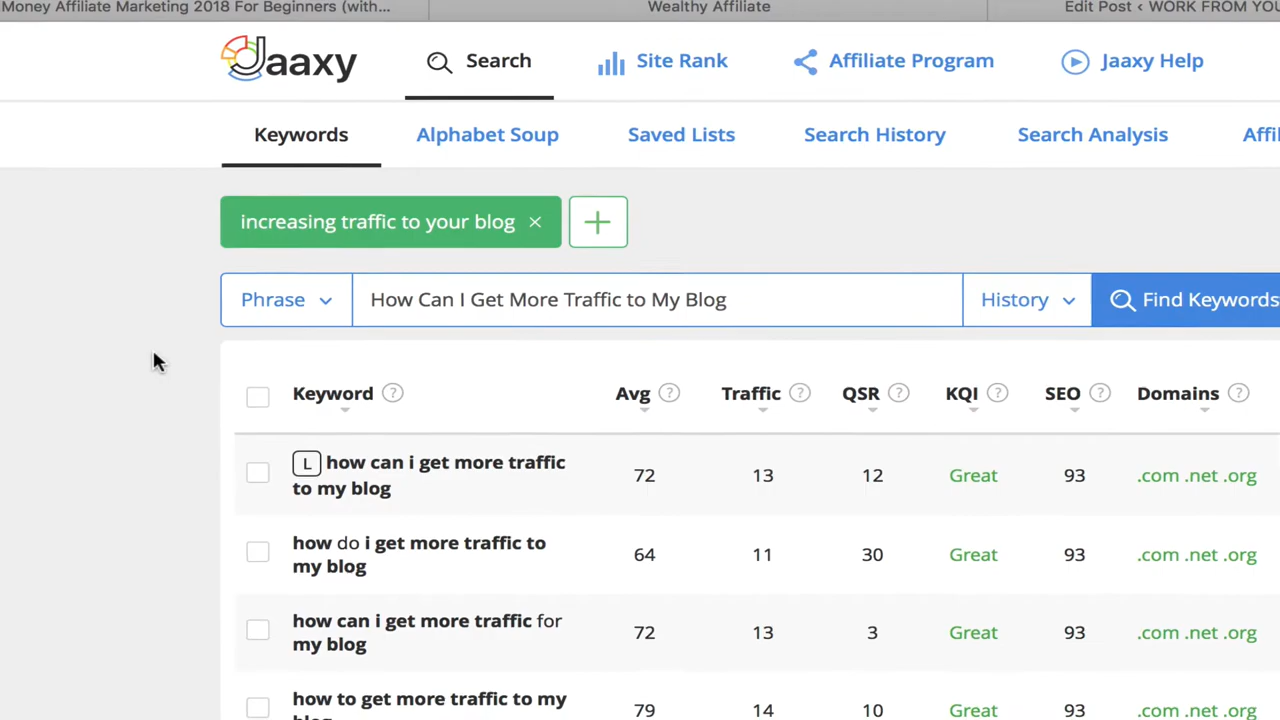 Money Affiliate Marketing 2018 For Beginners (with...
Wealthy Affiliate
Edit Post < WORK FROM YOU
Jaaxy
Search
Site Rank
Affiliate Program
Jaaxy Help
Keywords
Alphabet Soup
Saved Lists
Search History
Search Analysis
Affi
increasing traffic to your blog ×
+
Phrase
How Can I Get More Traffic to My Blog
History
Find Keywords
Keyword ?
Avg ?
Traffic ?
QSR ?
KQI ?
SEO ?
Domains ?
L how can i get more traffic
to my blog
72
13
12
Great
93
.com .net .org
how do i get more traffic to
my blog
64
11
30
Great
93
.com .net .org
how can i get more traffic for
my blog
72
13
3
Great
93
.com .net .org
how to get more traffic to my
blog
79
14
10
Great
93
.com .net .org